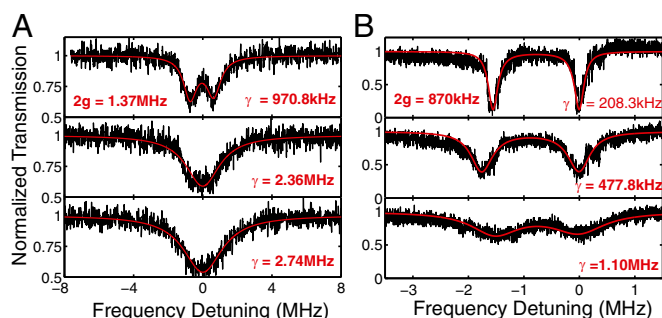 A
B
Normalized Transmission
1
0.75
0.5
2g = 1.37MHz
γ = 970.8kHz
1
0.75
0.5
γ = 2.36MHz
1
0.75
0.5
γ = 2.74MHz
−8 −4 0 4 8
Frequency Detuning (MHz)
1
0.5
0
2g = 870kHz
γ = 208.3kHz
1
0.5
0
γ = 477.8kHz
1
0.5
0
γ =1.10MHz
−3 −2 −1 0 1
Frequency Detuning (MHz)